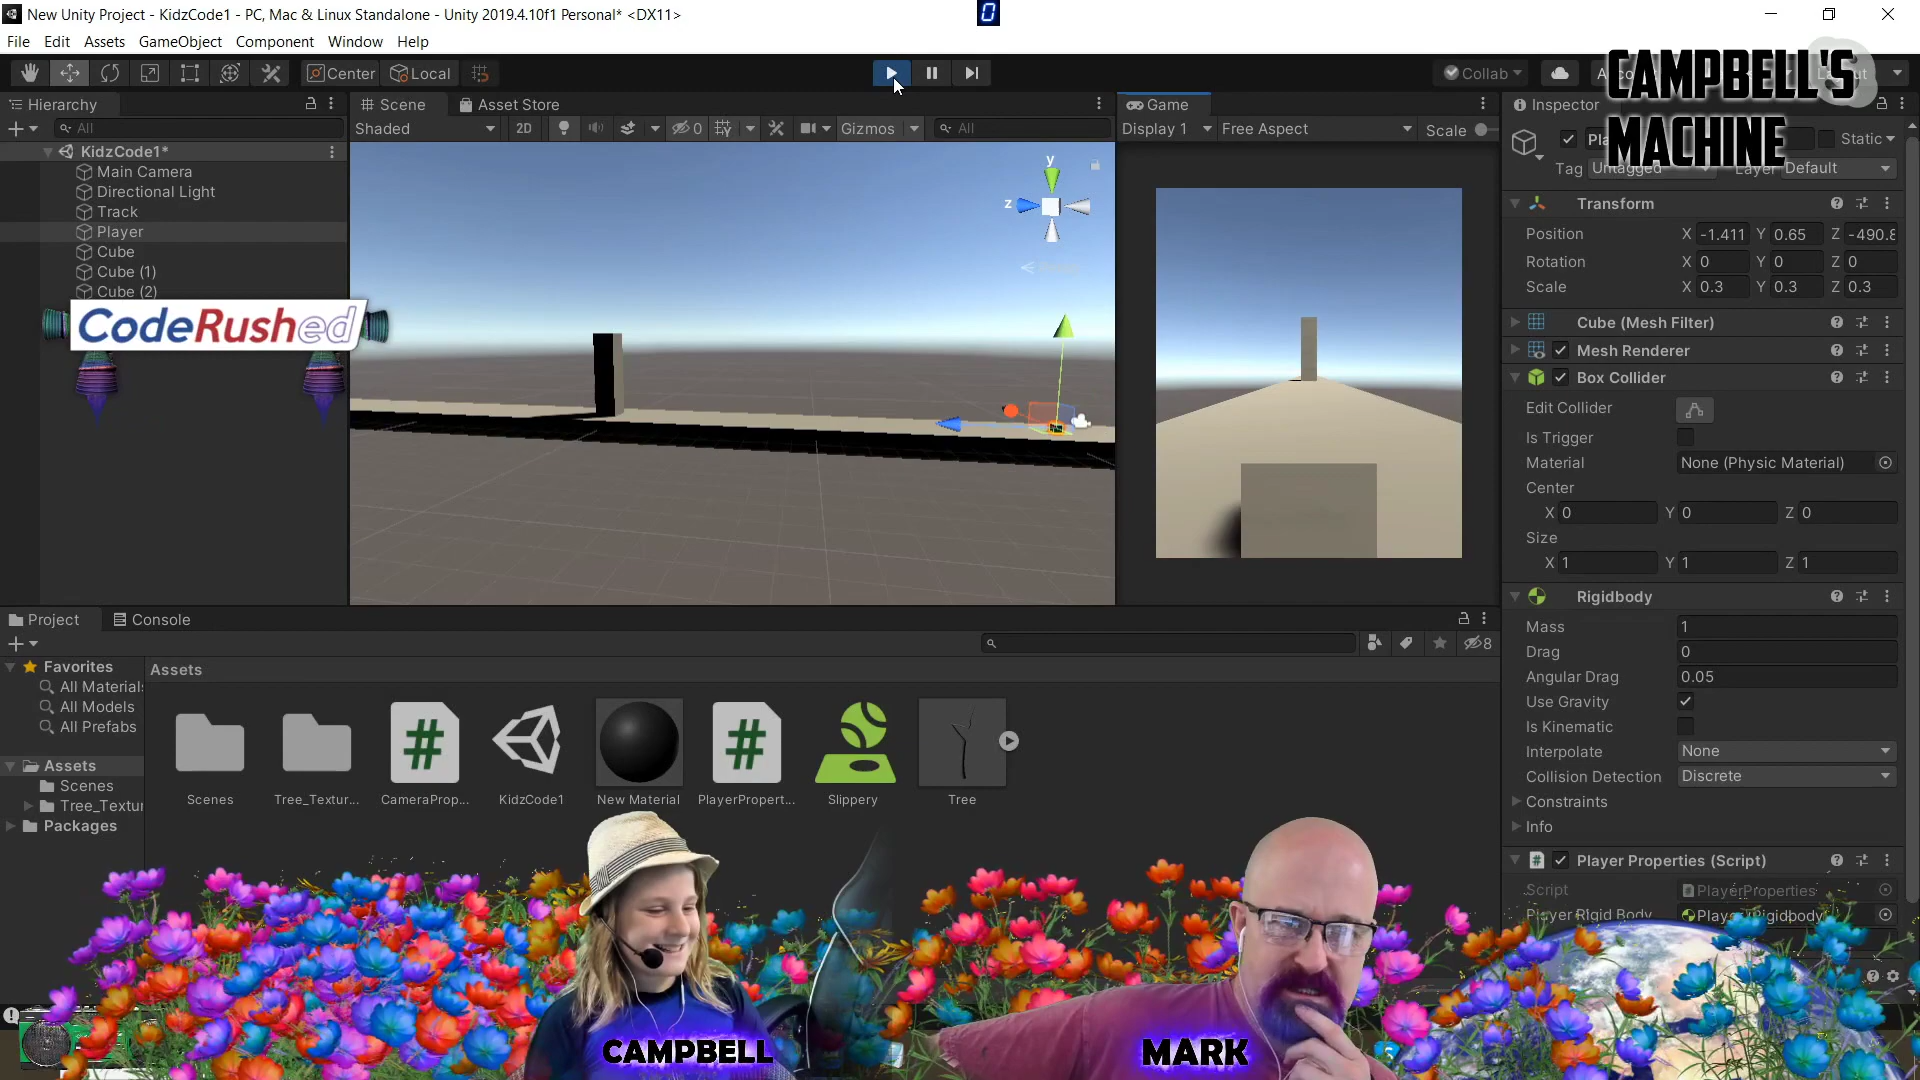 New Unity Project - KidzCode1 - PC, Mac & Linux Standalone - Unity 2019.4.10f1 Personal* <DX11>
0
File Edit Assets GameObject Component Window Help
Center Local
Collab
CAMPBELL'S
MACHINE
Hierarchy
All
KidzCode1*
Main Camera
Directional Light
Track
Player
Cube
Cube (1)
Cube (2)
CodeRushed
Scene Asset Store
Shaded 2D 0 Gizmos All
y
z
Game
Display 1 Free Aspect Scale
Inspector
Static
Tag Untagged Layer Default
Transform
Position X -1.411 Y 0.65 Z -490.8
Rotation X 0 Y 0 Z 0
Scale X 0.3 Y 0.3 Z 0.3
Cube (Mesh Filter)
Mesh Renderer
Box Collider
Edit Collider
Is Trigger
Material None (Physic Material)
Center
X 0 Y 0 Z 0
Size
X 1 Y 1 Z 1
Rigidbody
Mass 1
Drag 0
Angular Drag 0.05
Use Gravity
Is Kinematic
Interpolate None
Collision Detection Discrete
Constraints
Info
Player Properties (Script)
Script PlayerProperties
Player Rigid Body Player (Rigidbody
Project Console
8
Favorites
All Materials
All Models
All Prefabs
Assets
Scenes
Tree_Textur
Packages
Assets
Scenes Tree_Textur... CameraProp... KidzCode1 New Material PlayerPropert... Slippery Tree
CAMPBELL
MARK